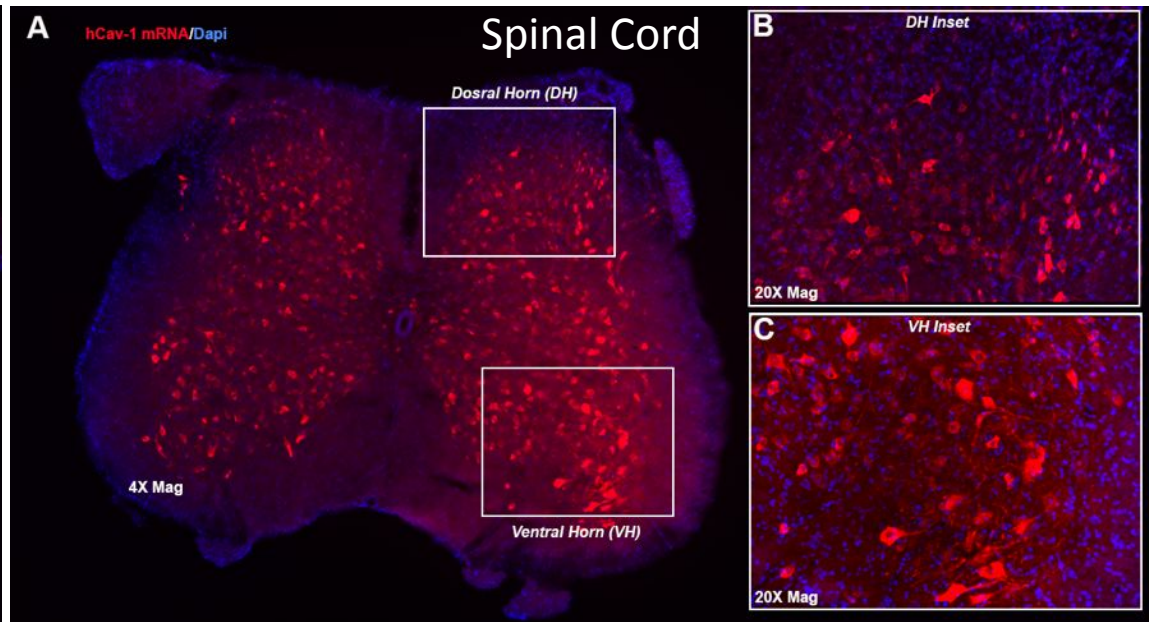 A
hCav-1 mRNA/Dapi
Spinal Cord
Dosral Horn (DH)
4X Mag
Ventral Horn (VH)
B
DH Inset
20X Mag
C
VH Inset
20X Mag